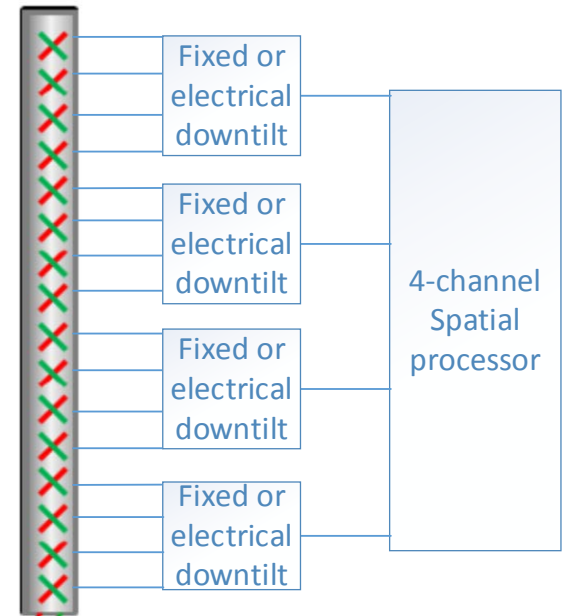 Fixed or
electrical
downtilt
Fixed or
electrical
downtilt
Fixed or
electrical
downtilt
Fixed or
electrical
downtilt
4-channel
Spatial
processor